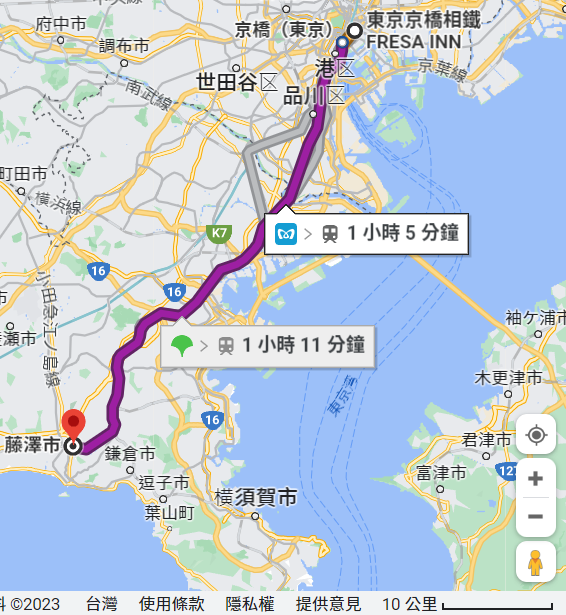 府中市
京橋（東京）
東京京橋相鐵
FRESA INN
調布市
港
京葉線
世田谷
南武線
品川
町田市
横浜線
K7
1 小時 5 分鐘
16
小田急江ノ島線
16
綾瀬市
袖ケ浦市
1 小時 11 分鐘
木更津市
東京湾
16
藤澤市
鎌倉市
君津市
127
逗子市
富津市
葉山町
横須賀市
料 ©2023 台灣 使用條款 隱私權 提供意見 10 公里